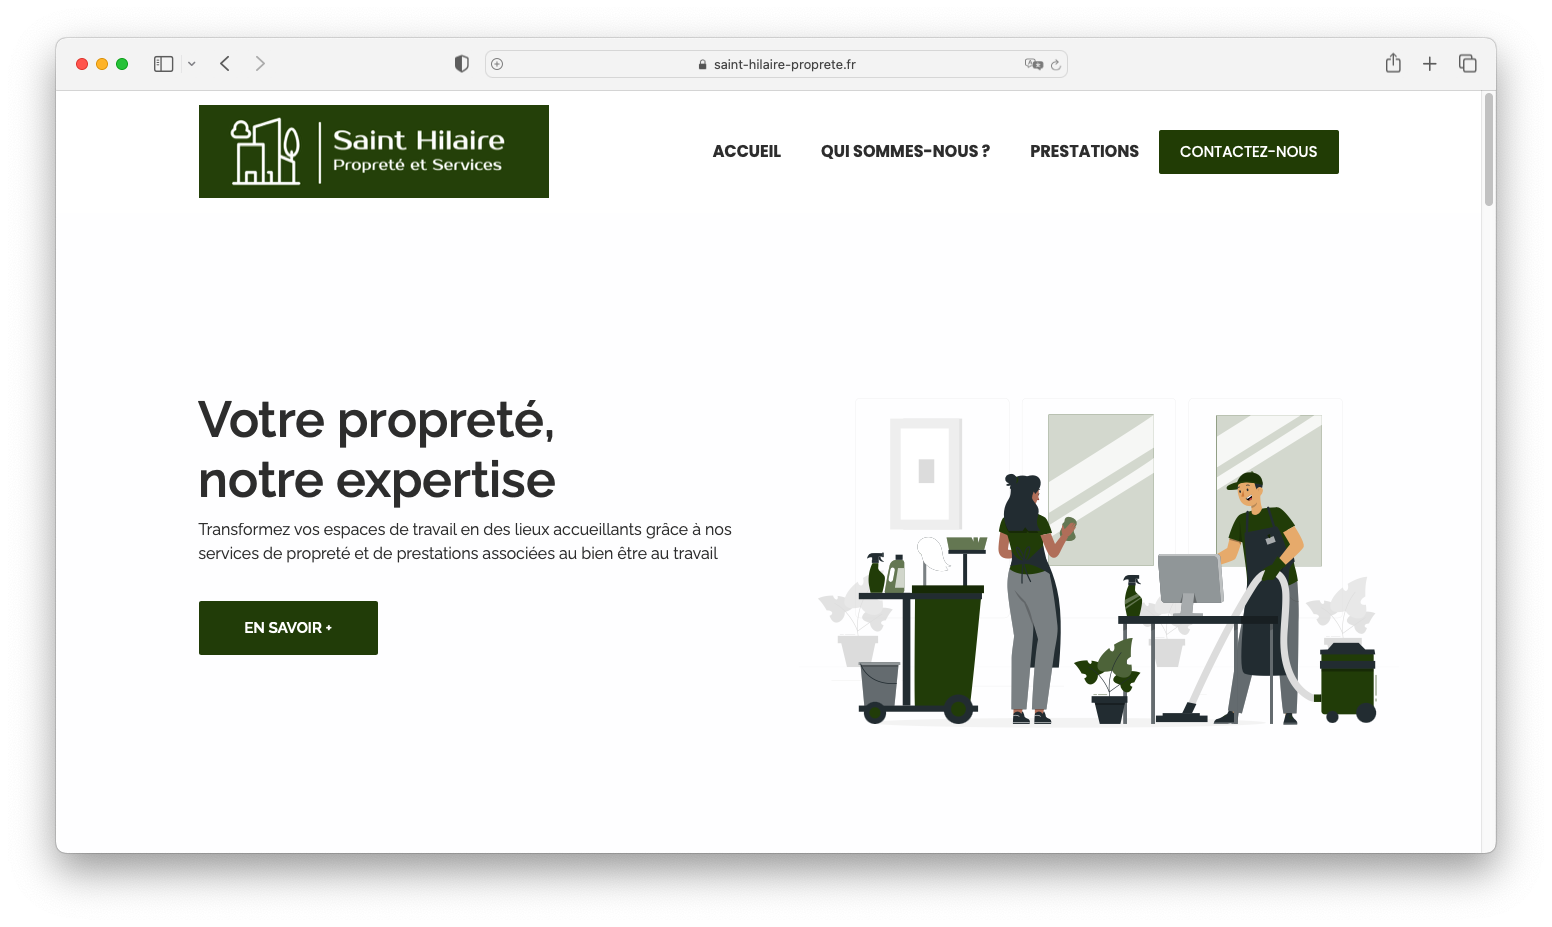 saint-hilaire-proprete.fr
Saint Hilaire
Propreté et Services
ACCUEIL
QUI SOMMES-NOUS ?
PRESTATIONS
CONTACTEZ-NOUS
Votre propreté,
notre expertise
Transformez vos espaces de travail en des lieux accueillants grâce à nos
services de propreté et de prestations associées au bien être au travail
EN SAVOIR +